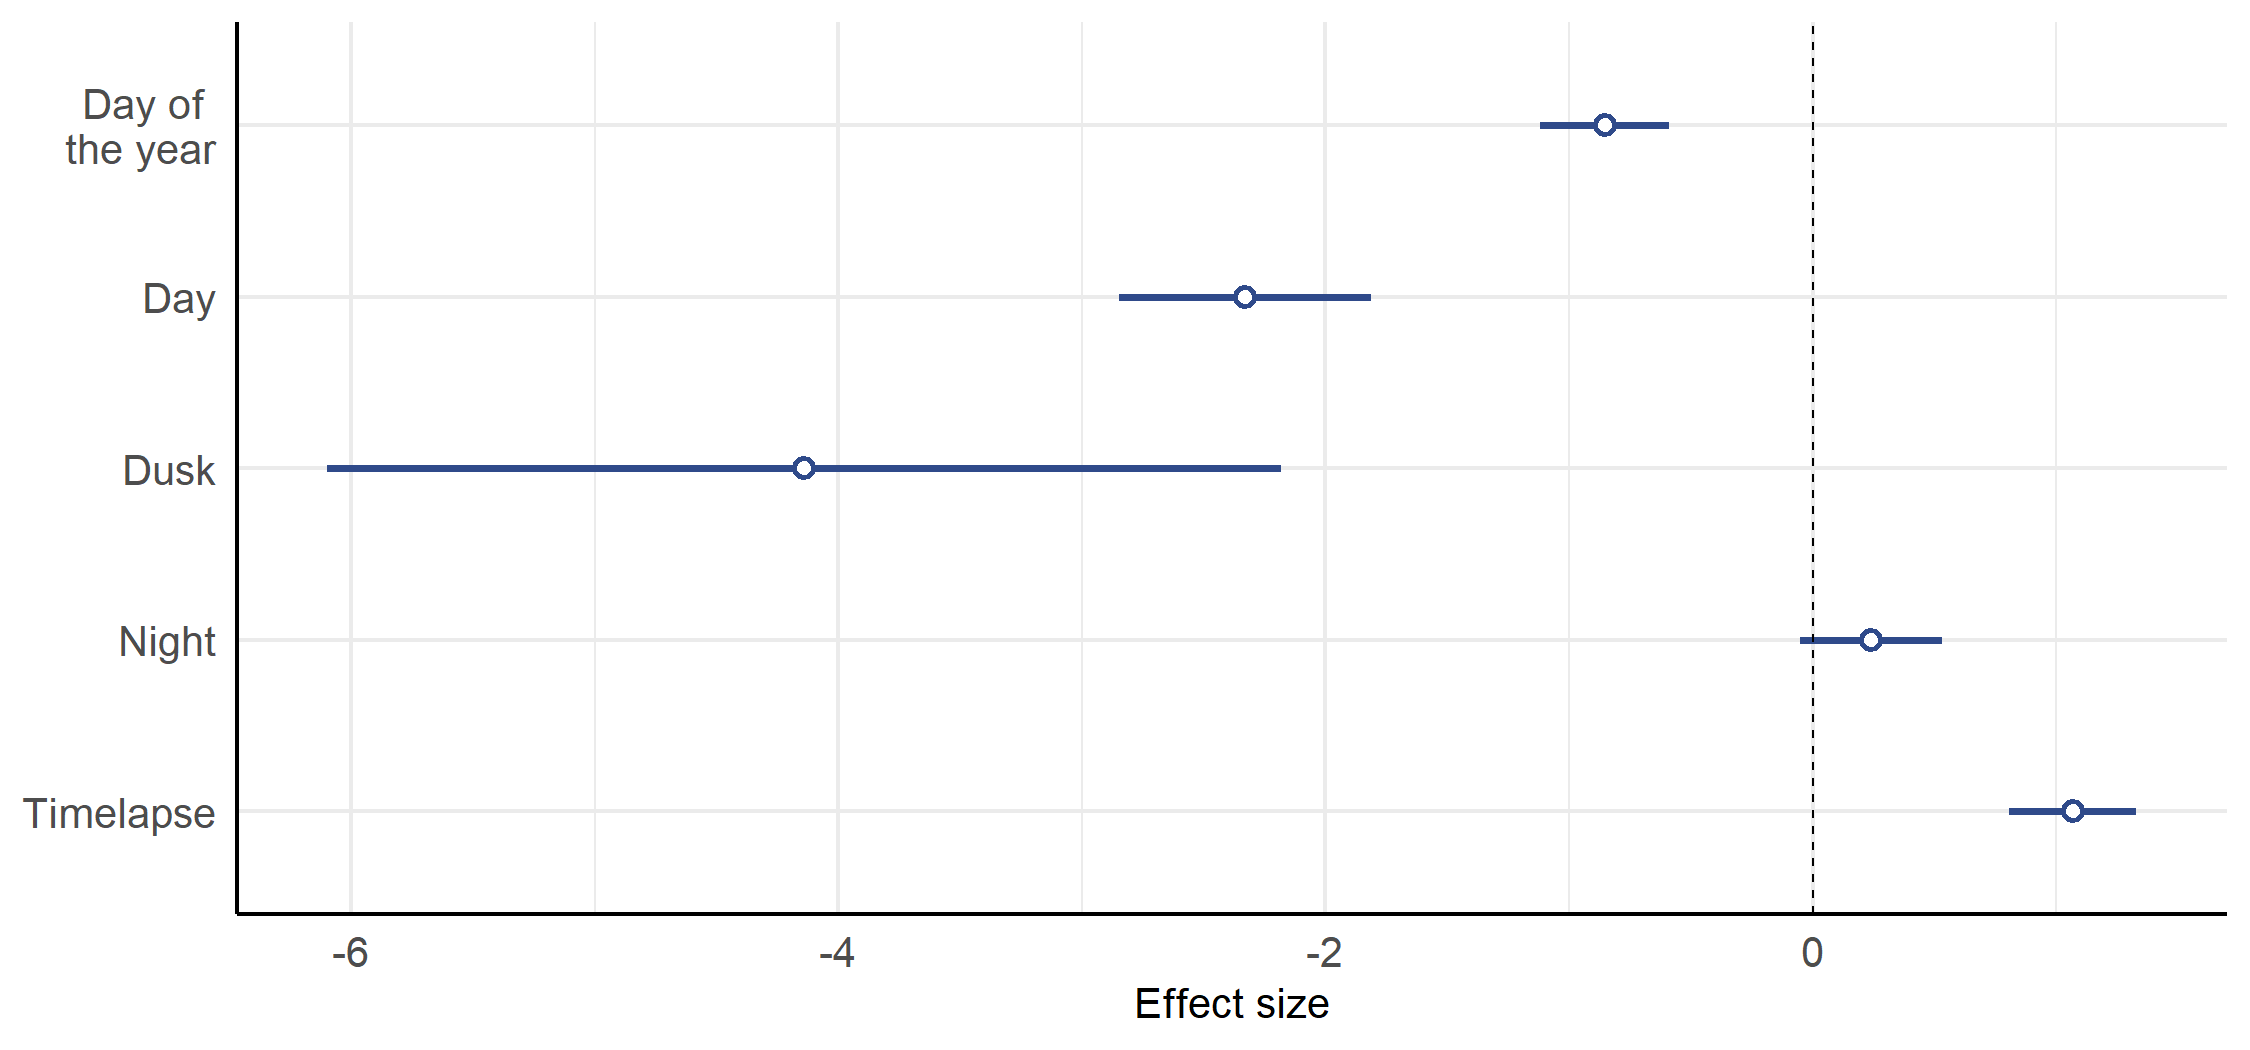 Day of
the year
Day
Dusk
Night
Timelapse
-6 -4 -2 0
Effect size